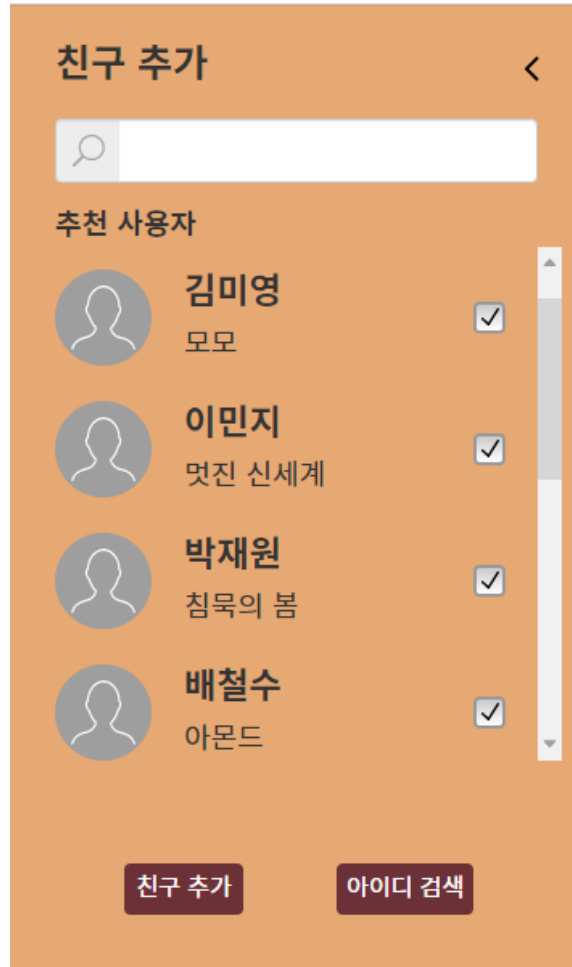 친구 추가
추천 사용자
김미영
모모
이민지
멋진 신세계
박재원
침묵의 봄
배철수
아몬드
친구 추가
아이디 검색